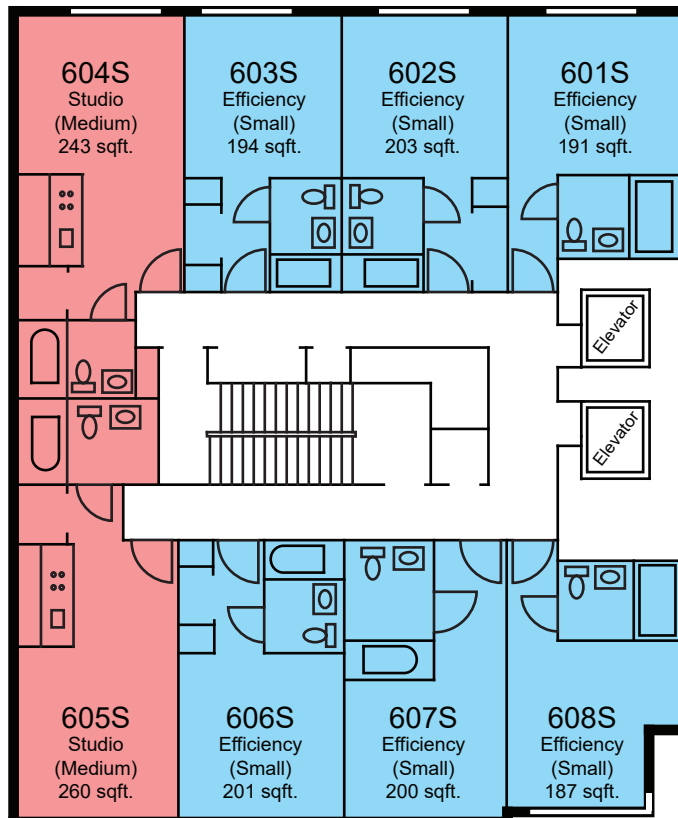 604S
Studio
(Medium)
243 sqft.
603S
Efficiency
(Small)
194 sqft.
602S
Efficiency
(Small)
203 sqft.
601S
Efficiency
(Small)
191 sqft.
Elevator
Elevator
605S
Studio
(Medium)
260 sqft.
606S
Efficiency
(Small)
201 sqft.
607S
Efficiency
(Small)
200 sqft.
608S
Efficiency
(Small)
187 sqft.